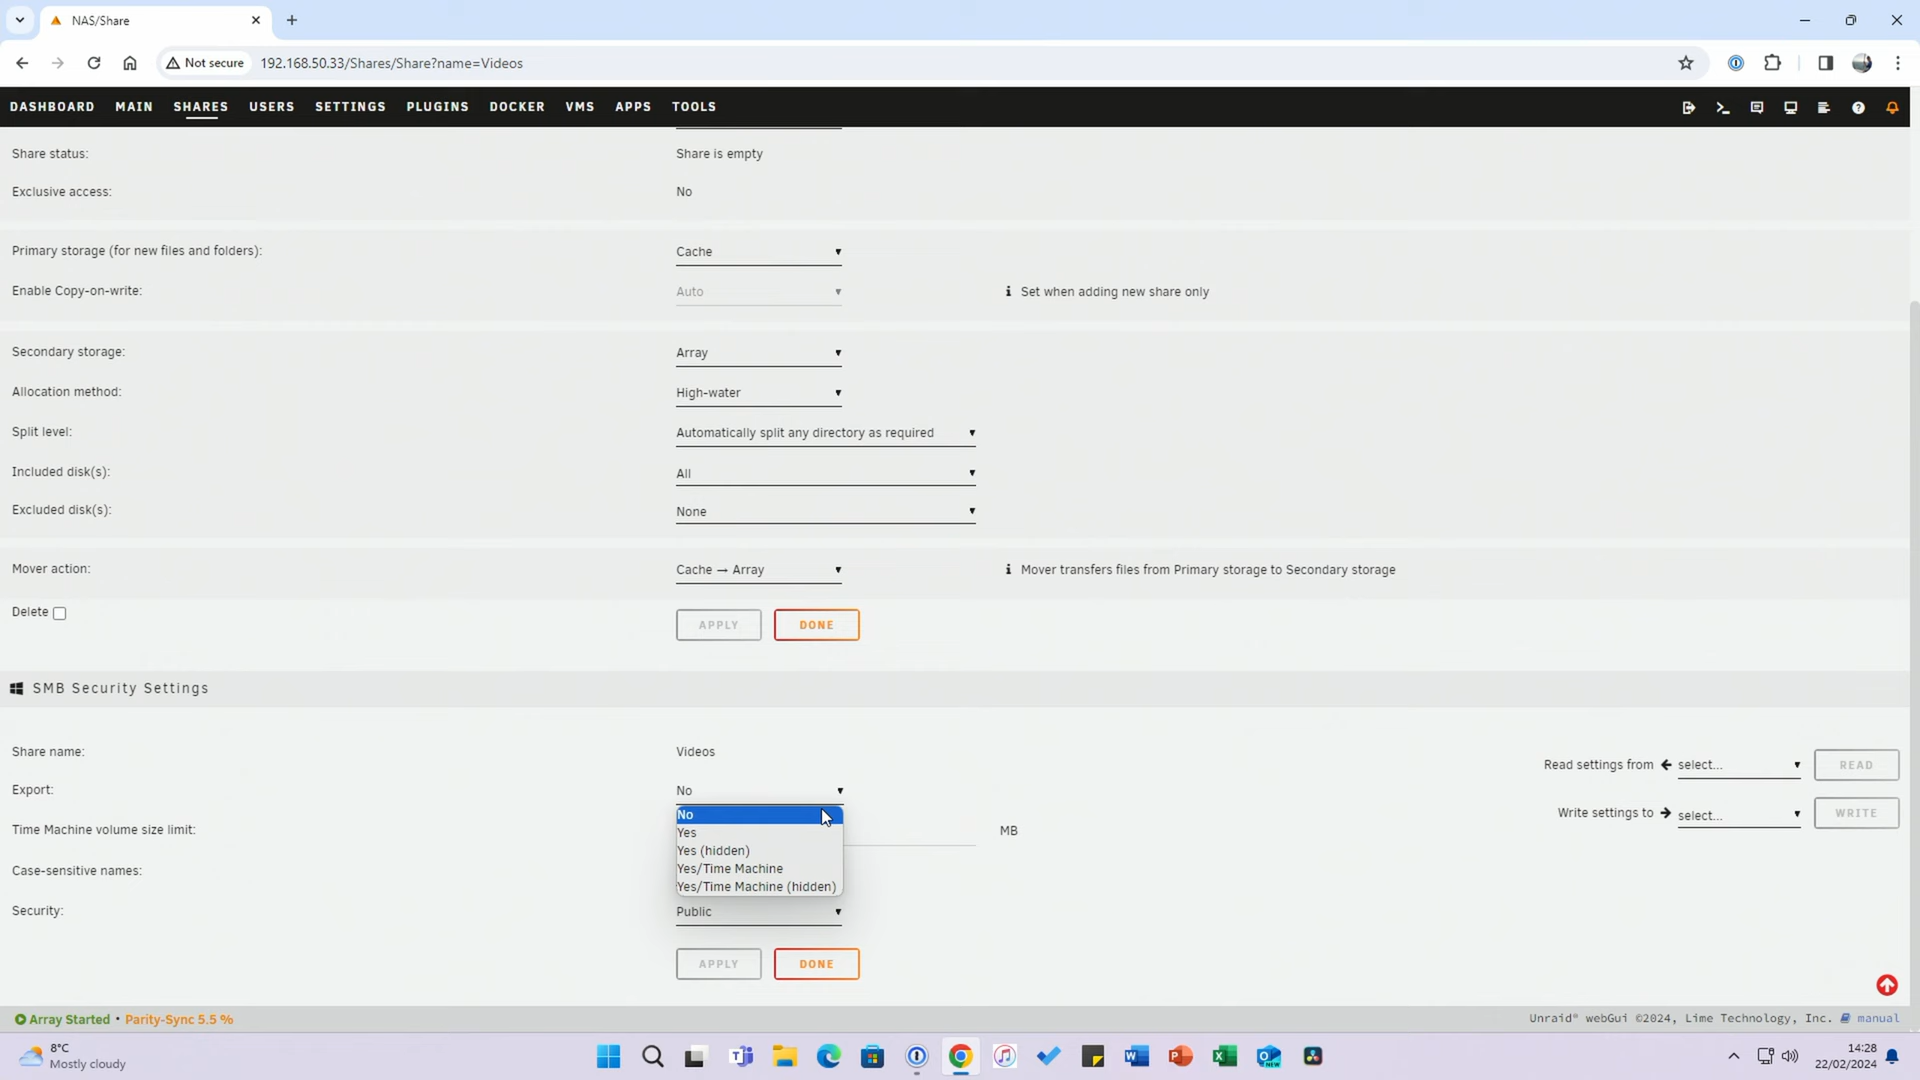 NAS/Share
Not secure 192.168.50.33/Shares/Share?name=Videos
DASHBOARD MAIN SHARES USERS SETTINGS PLUGINS DOCKER VMS APPS TOOLS
Share status: Share is empty
Exclusive access: No
Primary storage (for new files and folders): Cache
Enable Copy-on-write: Auto Set when adding new share only
Secondary storage: Array
Allocation method: High-water
Split level: Automatically split any directory as required
Included disk(s): All
Excluded disk(s): None
Mover action: Cache → Array Mover transfers files from Primary storage to Secondary storage
Delete APPLY DONE
SMB Security Settings
Share name: Videos
Read settings from select... READ
Export: No
Write settings to select... WRITE
No
Time Machine volume size limit: MB
Yes
Yes (hidden)
Case-sensitive names:
Yes/Time Machine
Yes/Time Machine (hidden)
Security: Public
APPLY DONE
Array Started • Parity-Sync 5.5 % Unraid® webGui ©2024, Lime Technology, Inc. manual
8°C
Mostly cloudy
14:28
22/02/2024